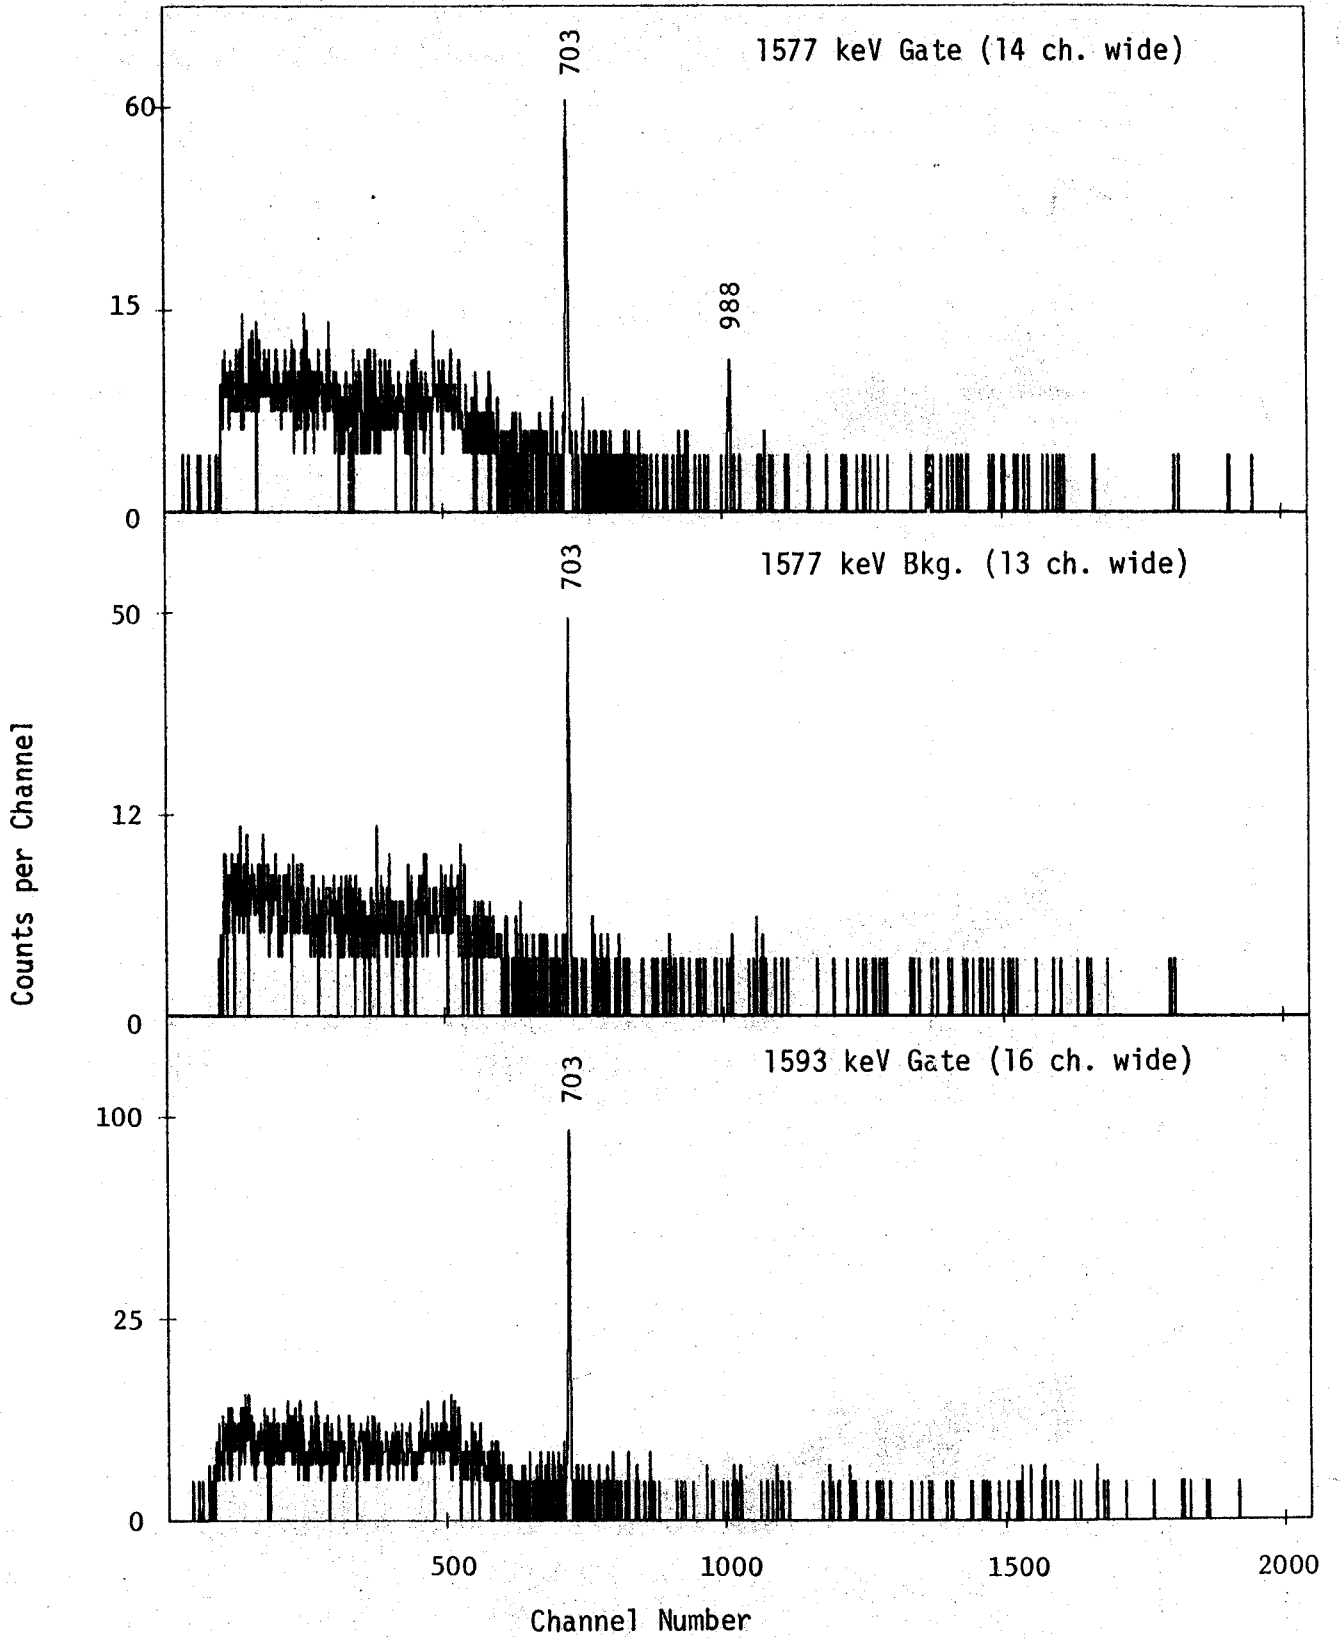 1577 keV Gate (14 ch. wide)
703
60
15
988
0
1577 keV Bkg. (13 ch. wide)
703
50
12
0
1593 keV Gate (16 ch. wide)
703
100
25
0
500 1000 1500 2000
Channel Number
Counts per Channel